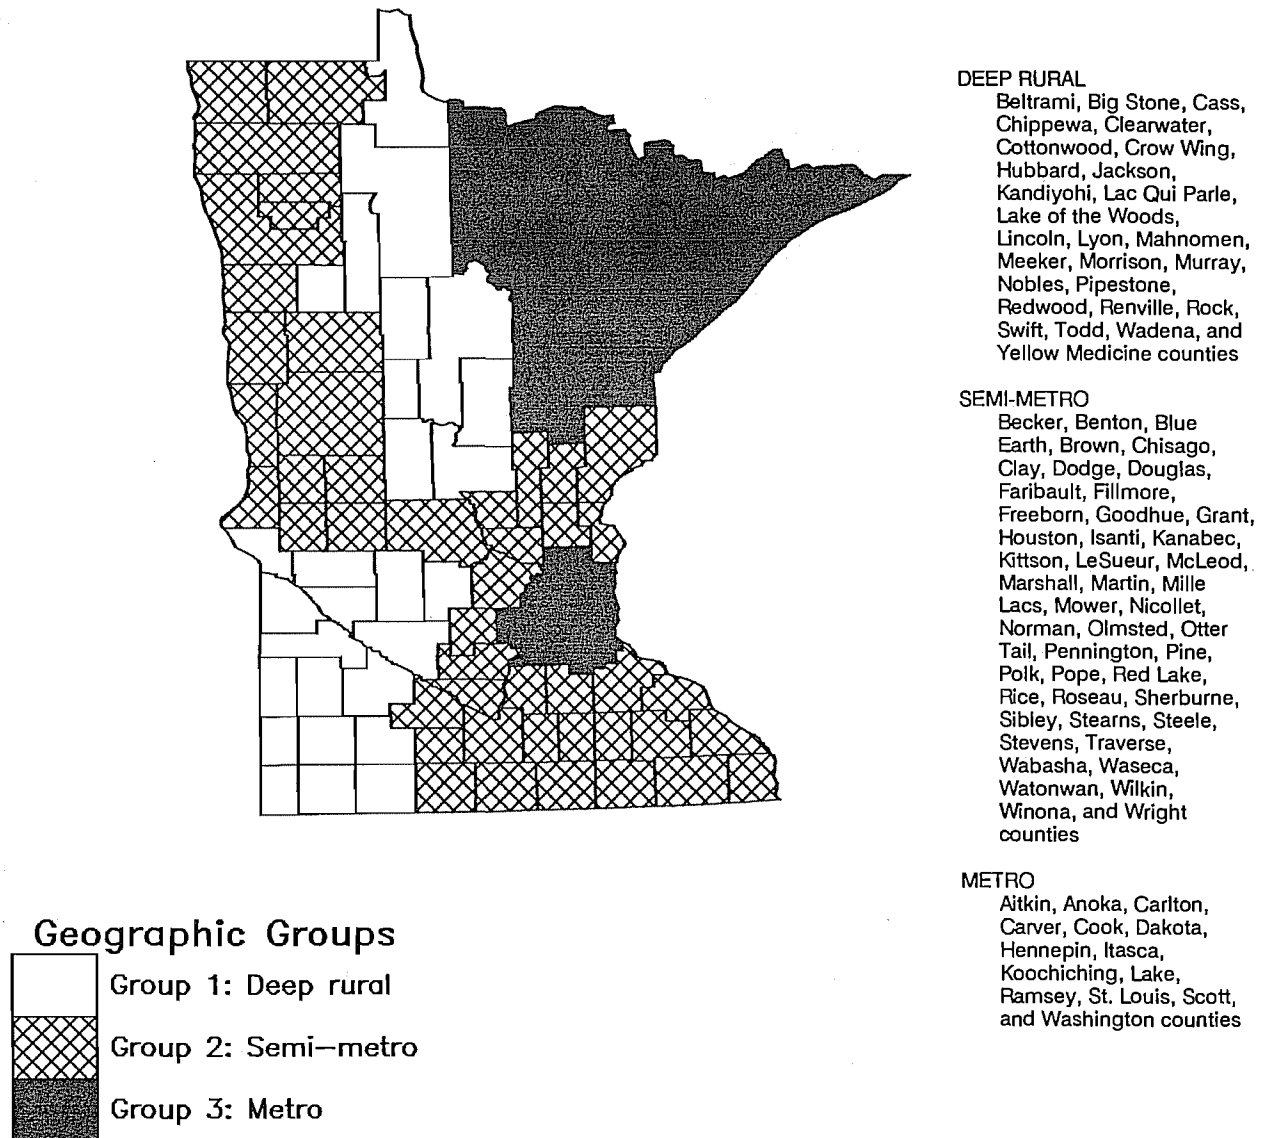 DEEP RURAL
Beltrami, Big Stone, Cass,
Chippewa, Clearwater,
Cottonwood, Crow Wing,
Hubbard, Jackson,
Kandiyohi, Lac Qui Parle,
Lake of the Woods,
Lincoln, Lyon, Mahnomen,
Meeker, Morrison, Murray,
Nobles, Pipestone,
Redwood, Renville, Rock,
Swift, Todd, Wadena, and
Yellow Medicine counties
SEMI-METRO
Becker, Benton, Blue
Earth, Brown, Chisago,
Clay, Dodge, Douglas,
Faribault, Fillmore,
Freeborn, Goodhue, Grant,
Houston, Isanti, Kanabec,
Kittson, LeSueur, McLeod,
Marshall, Martin, Mille
Lacs, Mower, Nicollet,
Norman, Olmsted, Otter
Tail, Pennington, Pine,
Polk, Pope, Red Lake,
Rice, Roseau, Sherburne,
Sibley, Stearns, Steele,
Stevens, Traverse,
Wabasha, Waseca,
Watonwan, Wilkin,
Winona, and Wright
counties
METRO
Aitkin, Anoka, Carlton,
Carver, Cook, Dakota,
Hennepin, Itasca,
Koochiching, Lake,
Ramsey, St. Louis, Scott,
and Washington counties
Geographic Groups
Group 1: Deep rural
Group 2: Semi-metro
Group 3: Metro